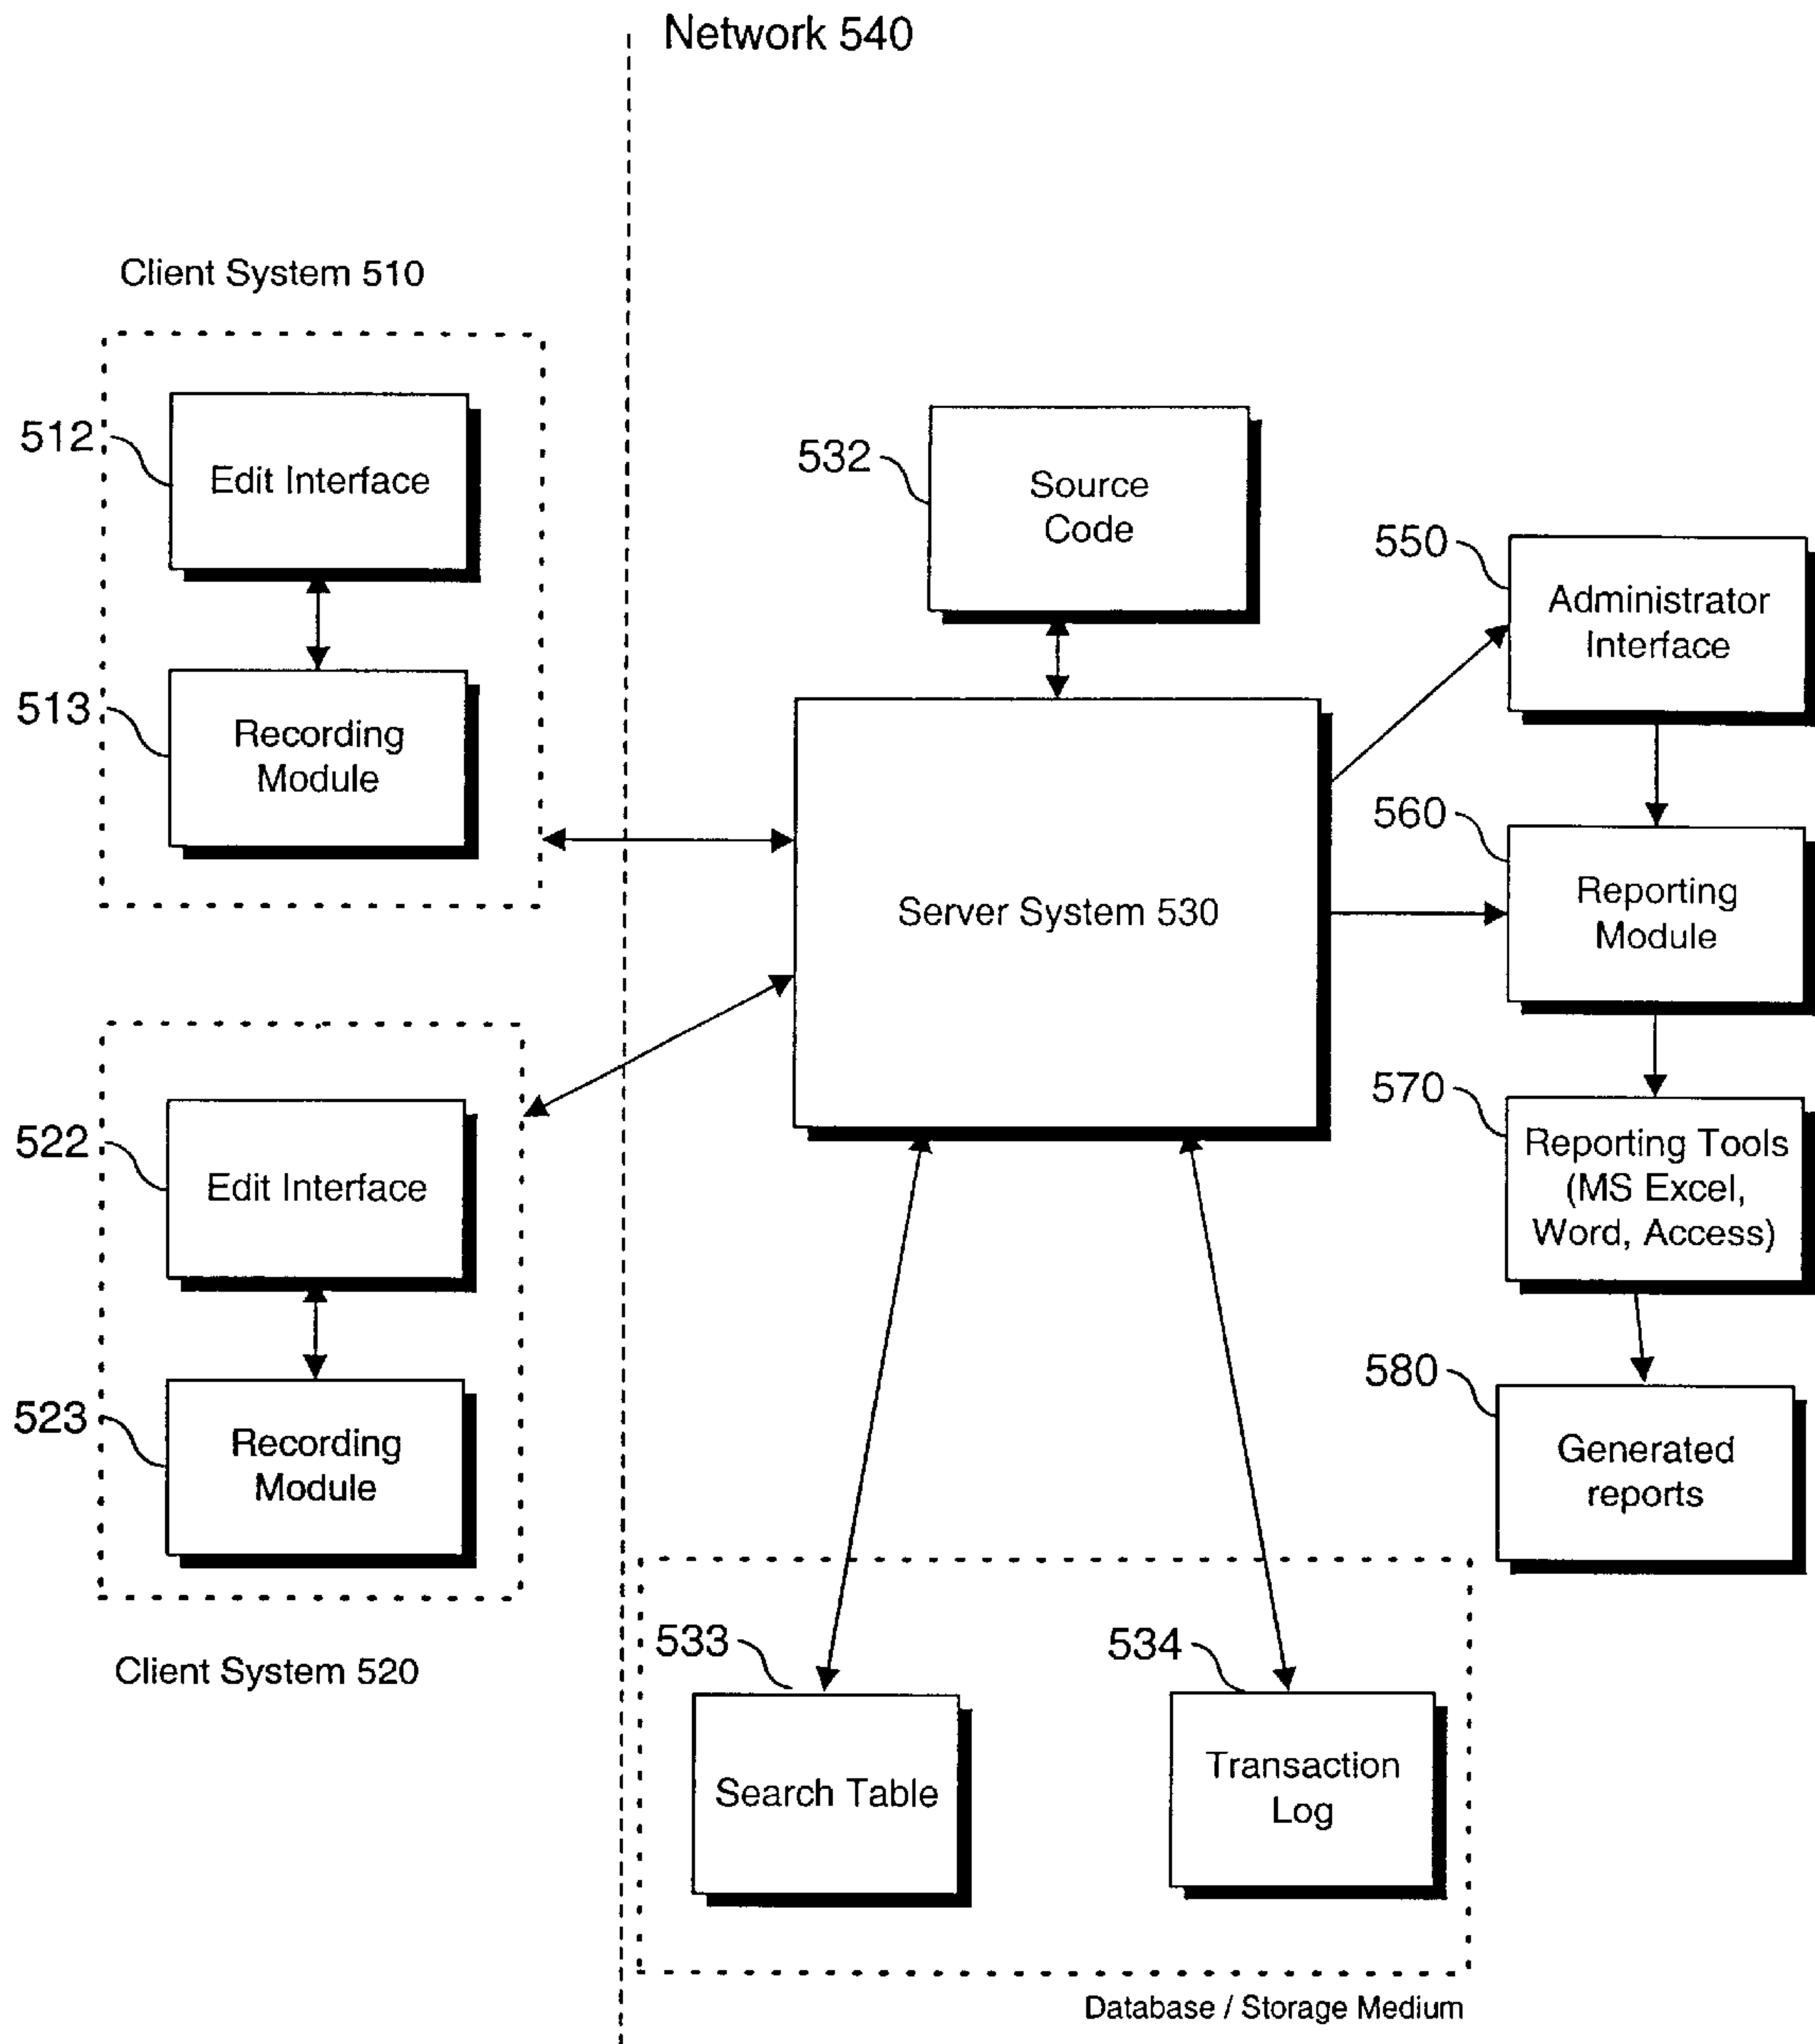 Network 540
Client System 510
512
Edit Interface
513
Recording
Module
532
Source
Code
550
Administrator
Interface
560
Reporting
Module
Server System 530
522
Edit Interface
523
Recording
Module
570
Reporting Tools
(MS Excel,
Word, Access)
580
Generated
reports
Client System 520
533
Search Table
534
Transaction
Log
Database / Storage Medium